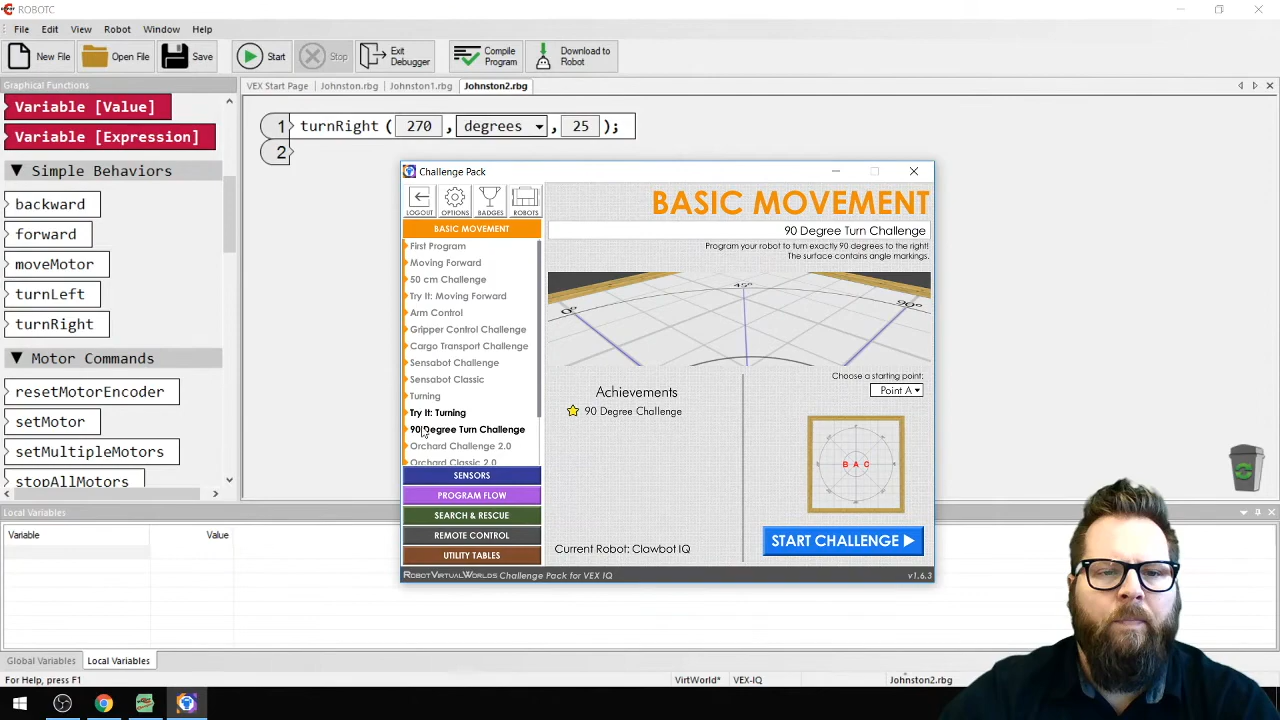 ROBOTC
File Edit View Robot Window Help
New File Open File Save Start Stop Exit Debugger Compile Program Download to Robot
Graphical Functions
VEX Start Page Johnston.rbg Johnston1.rbg Johnston2.rbg
Variable [Value]
Variable [Expression]
Simple Behaviors
backward
forward
moveMotor
turnLeft
turnRight
Motor Commands
resetMotorEncoder
setMotor
setMultipleMotors
stopAllMotors
1 turnRight ( 270 , degrees , 25 );
2
Challenge Pack
LOGOUT OPTIONS BADGES ROBOTS
BASIC MOVEMENT
First Program
Moving Forward
50 cm Challenge
Try It: Moving Forward
Arm Control
Gripper Control Challenge
Cargo Transport Challenge
Sensabot Challenge
Sensabot Classic
Turning
Try It: Turning
90 Degree Turn Challenge
Orchard Challenge 2.0
Orchard Classic 2.0
SENSORS
PROGRAM FLOW
SEARCH & RESCUE
REMOTE CONTROL
UTILITY TABLES
BASIC MOVEMENT
90 Degree Turn Challenge
Program your robot to turn exactly 90 degrees to the right!
The surface contains angle markings.
0° 45° 90°
Achievements
90 Degree Challenge
Choose a starting point:
Point A
B A C
Current Robot: Clawbot IQ
START CHALLENGE
ROBOTVIRTUALWORLDS Challenge Pack for VEX IQ v1.6.3
Local Variables
Variable Value
Global Variables Local Variables
For Help, press F1 VirtWorld* VEX-IQ Johnston2.rbg